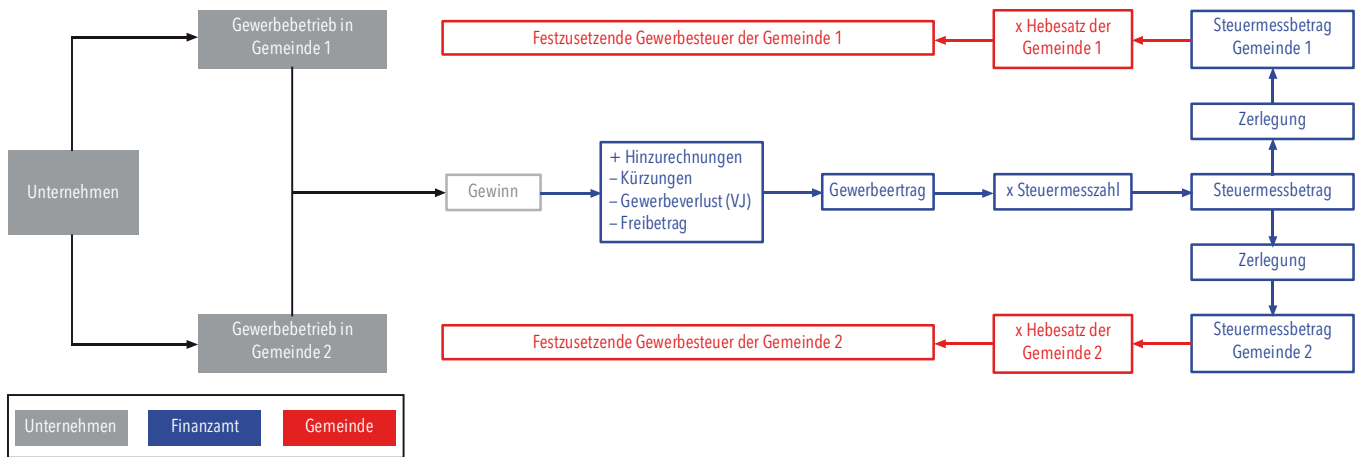 Gewerbebetrieb in
Gemeinde 1
Festzusetzende Gewerbesteuer der Gemeinde 1
x Hebesatz der
Gemeinde 1
Steuermessbetrag
Gemeinde 1
Zerlegung
Unternehmen
Gewinn
+ Hinzurechnungen
– Kürzungen
– Gewerbeverlust (VJ)
– Freibetrag
Gewerbeertrag
x Steuermesszahl
Steuermessbetrag
Zerlegung
Gewerbebetrieb in
Gemeinde 2
Festzusetzende Gewerbesteuer der Gemeinde 2
x Hebesatz der
Gemeinde 2
Steuermessbetrag
Gemeinde 2
Unternehmen
Finanzamt
Gemeinde